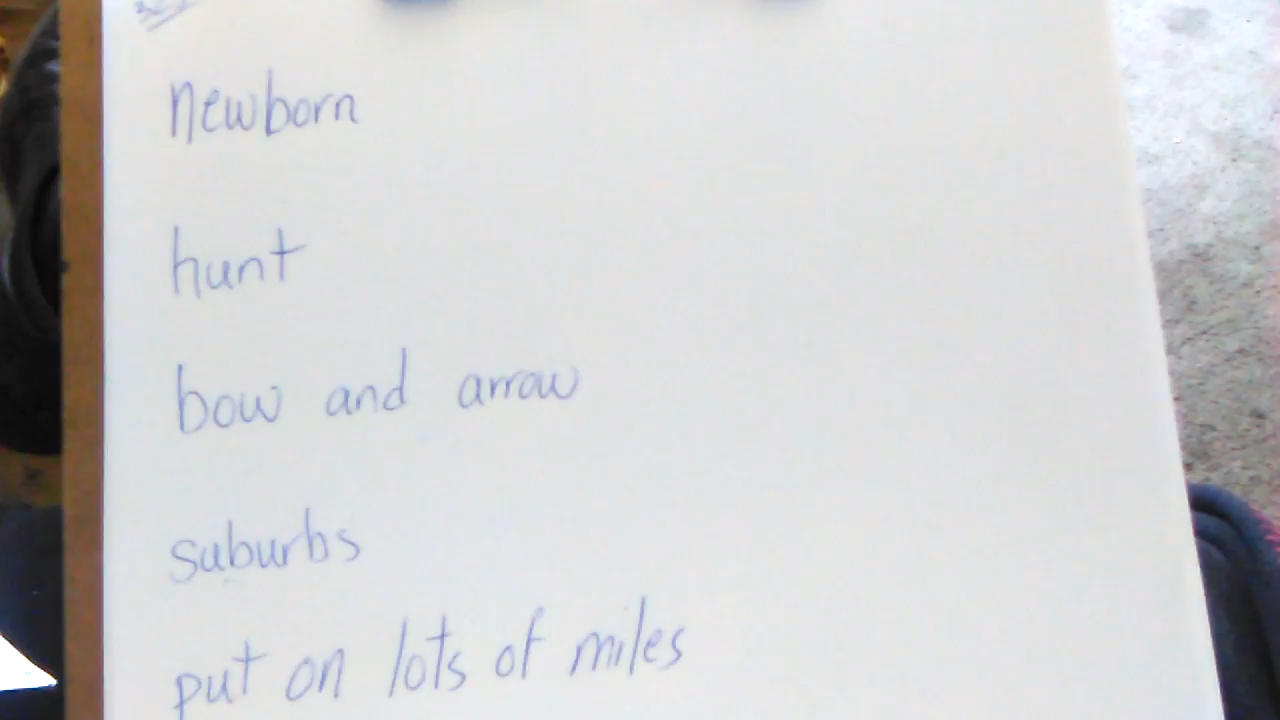 newborn
hunt
bow and arrow
suburbs
put on lots of miles